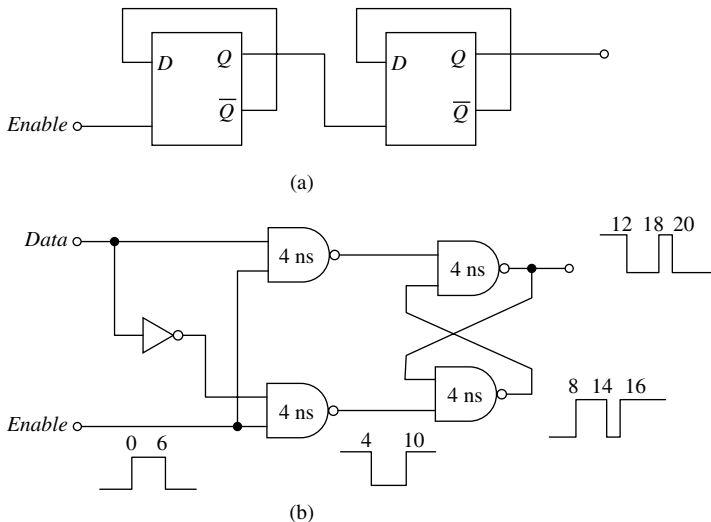 D
Q
D
Q
Q̅
Q̅
Enable
(a)
Data
4 ns
4 ns
12 18 20
4 ns
8 14 16
4 ns
Enable
0 6
4 10
(b)